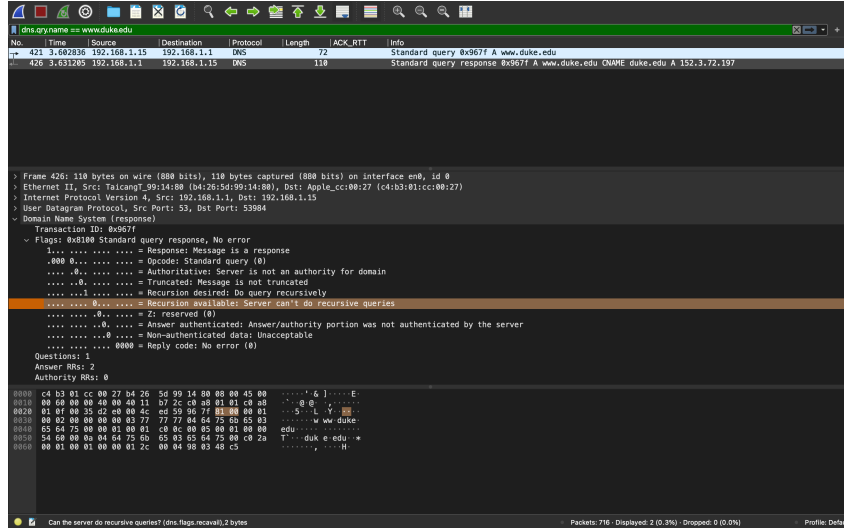 dns.qry.name == www.duke.edu
No. Time Source Destination Protocol Length ACK_RTT Info
421 3.602836 192.168.1.15 192.168.1.1 DNS 72 Standard query 0x967f A www.duke.edu
426 3.631205 192.168.1.1 192.168.1.15 DNS 110 Standard query response 0x967f A www.duke.edu CNAME duke.edu A 152.3.72.197
> Frame 426: 110 bytes on wire (880 bits), 110 bytes captured (880 bits) on interface en0, id 0
> Ethernet II, Src: TaicangT_99:14:80 (b4:26:5d:99:14:80), Dst: Apple_cc:00:27 (c4:b3:01:cc:00:27)
> Internet Protocol Version 4, Src: 192.168.1.1, Dst: 192.168.1.15
> User Datagram Protocol, Src Port: 53, Dst Port: 53984
Domain Name System (response)
Transaction ID: 0x967f
Flags: 0x8100 Standard query response, No error
1... .... .... .... = Response: Message is a response
.000 0... .... .... = Opcode: Standard query (0)
.... .0.. .... .... = Authoritative: Server is not an authority for domain
.... ..0. .... .... = Truncated: Message is not truncated
.... ...1 .... .... = Recursion desired: Do query recursively
.... .... 0... .... = Recursion available: Server can't do recursive queries
.... .... .0.. .... = Z: reserved (0)
.... .... ..0. .... = Answer authenticated: Answer/authority portion was not authenticated by the server
.... .... ...0 .... = Non-authenticated data: Unacceptable
.... .... .... 0000 = Reply code: No error (0)
Questions: 1
Answer RRs: 2
Authority RRs: 0
0000 c4 b3 01 cc 00 27 b4 26 5d 99 14 80 08 00 45 00 ·····'·& ]·····E·
0010 00 60 00 00 40 00 40 11 b7 2c c0 a8 01 01 c0 a8 ·`··@·@· ·,······
0020 01 0f 00 35 d2 e0 00 4c ed 59 96 7f 81 00 00 01 ···5···L ·Y······
0030 00 02 00 00 00 00 03 77 77 77 04 64 75 6b 65 03 ·······w ww·duke·
0040 65 64 75 00 00 01 00 01 c0 0c 00 05 00 01 00 00 edu····· ········
0050 54 60 00 0a 04 64 75 6b 65 03 65 64 75 00 c0 2a T`···duk e·edu··*
0060 00 01 00 01 00 00 01 2c 00 04 98 03 48 c5 ·······, ····H·
Can the server do recursive queries? (dns.flags.recavail), 2 bytes Packets: 716 · Displayed: 2 (0.3%) · Dropped: 0 (0.0%) Profile: Defau